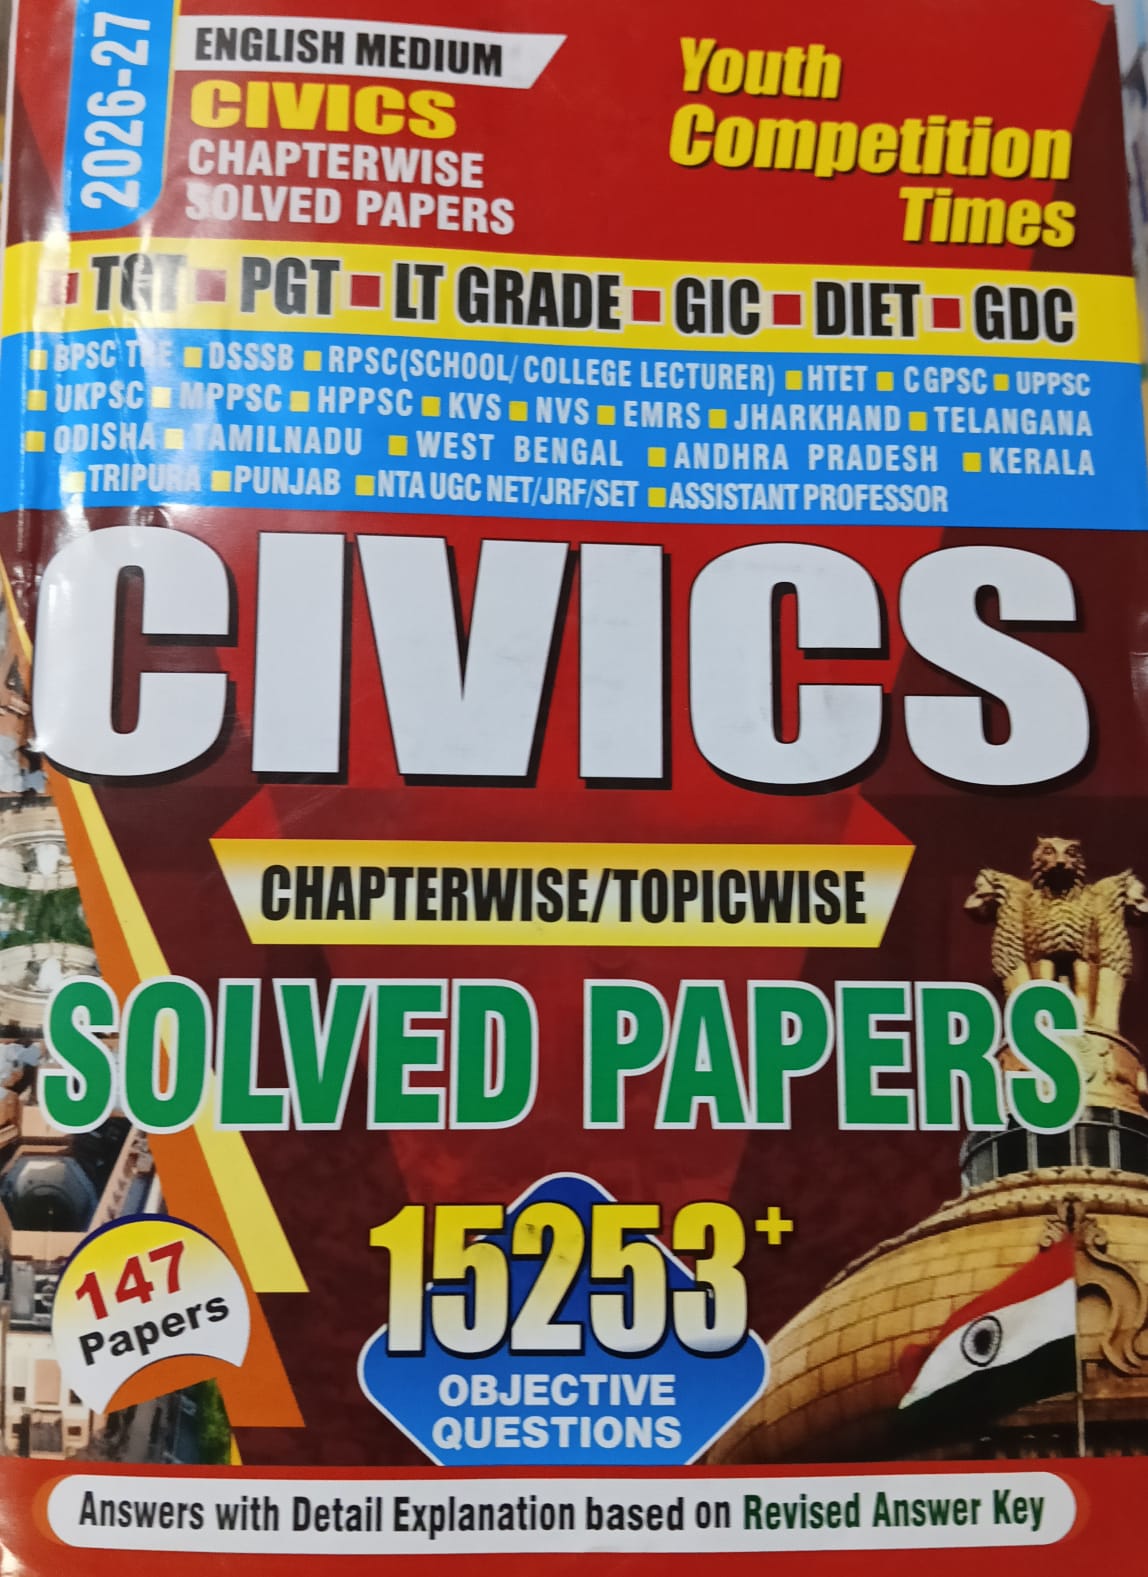 2026-27
ENGLISH MEDIUM
CIVICS
CHAPTERWISE
SOLVED PAPERS
Youth
Competition
Times
TGT ■ PGT ■ LT GRADE ■ GIC ■ DIET ■ GDC
■ BPSC TRE ■ DSSSB ■ RPSC(SCHOOL/ COLLEGE LECTURER) ■ HTET ■ CGPSC ■ UPPSC
■ UKPSC ■ MPPSC ■ HPPSC ■ KVS ■ NVS ■ EMRS ■ JHARKHAND ■ TELANGANA
■ ODISHA ■ TAMILNADU ■ WEST BENGAL ■ ANDHRA PRADESH ■ KERALA
■ TRIPURA ■ PUNJAB ■ NTA UGC NET/JRF/SET ■ ASSISTANT PROFESSOR
CIVICS
CHAPTERWISE/TOPICWISE
SOLVED PAPERS
147
Papers
15253+
OBJECTIVE
QUESTIONS
Answers with Detail Explanation based on Revised Answer Key